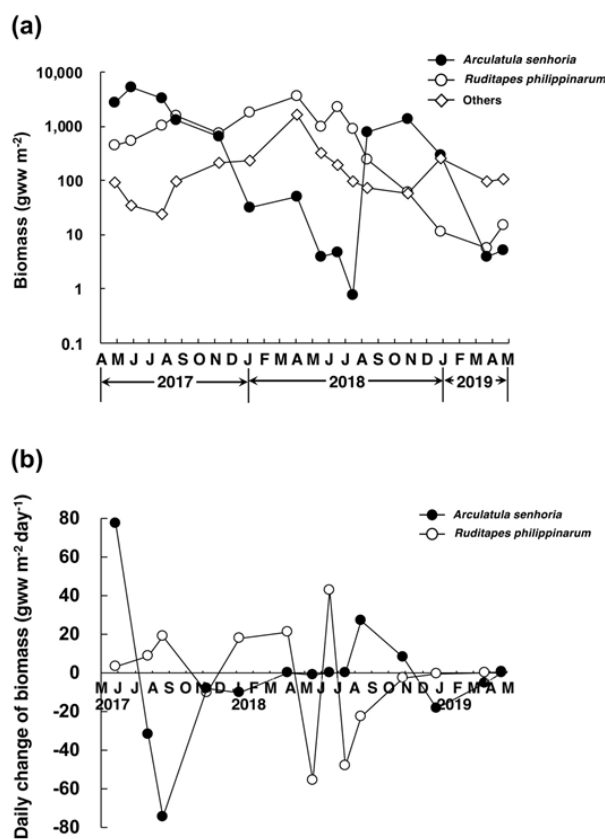 (a)
Arculatula senhoria
Ruditapes philippinarum
Others
Biomass (gww m⁻²)
10,000
1,000
100
10
1
0.1
A M J J A S O N D J F M A M J J A S O N D J F M A M
2017 2018 2019
(b)
Arculatula senhoria
Ruditapes philippinarum
Daily change of biomass (gww m⁻² day⁻¹)
80
60
40
20
0
-20
-40
-60
-80
M J J A S O N D J F M A M J J A S O N D J F M A M
2017 2018 2019